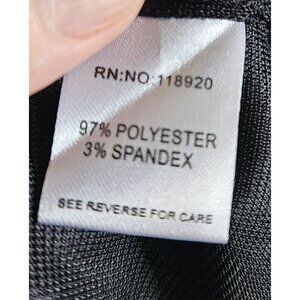 RN:NO:118920
97% POLYESTER
3% SPANDEX
SEE REVERSE FOR CARE